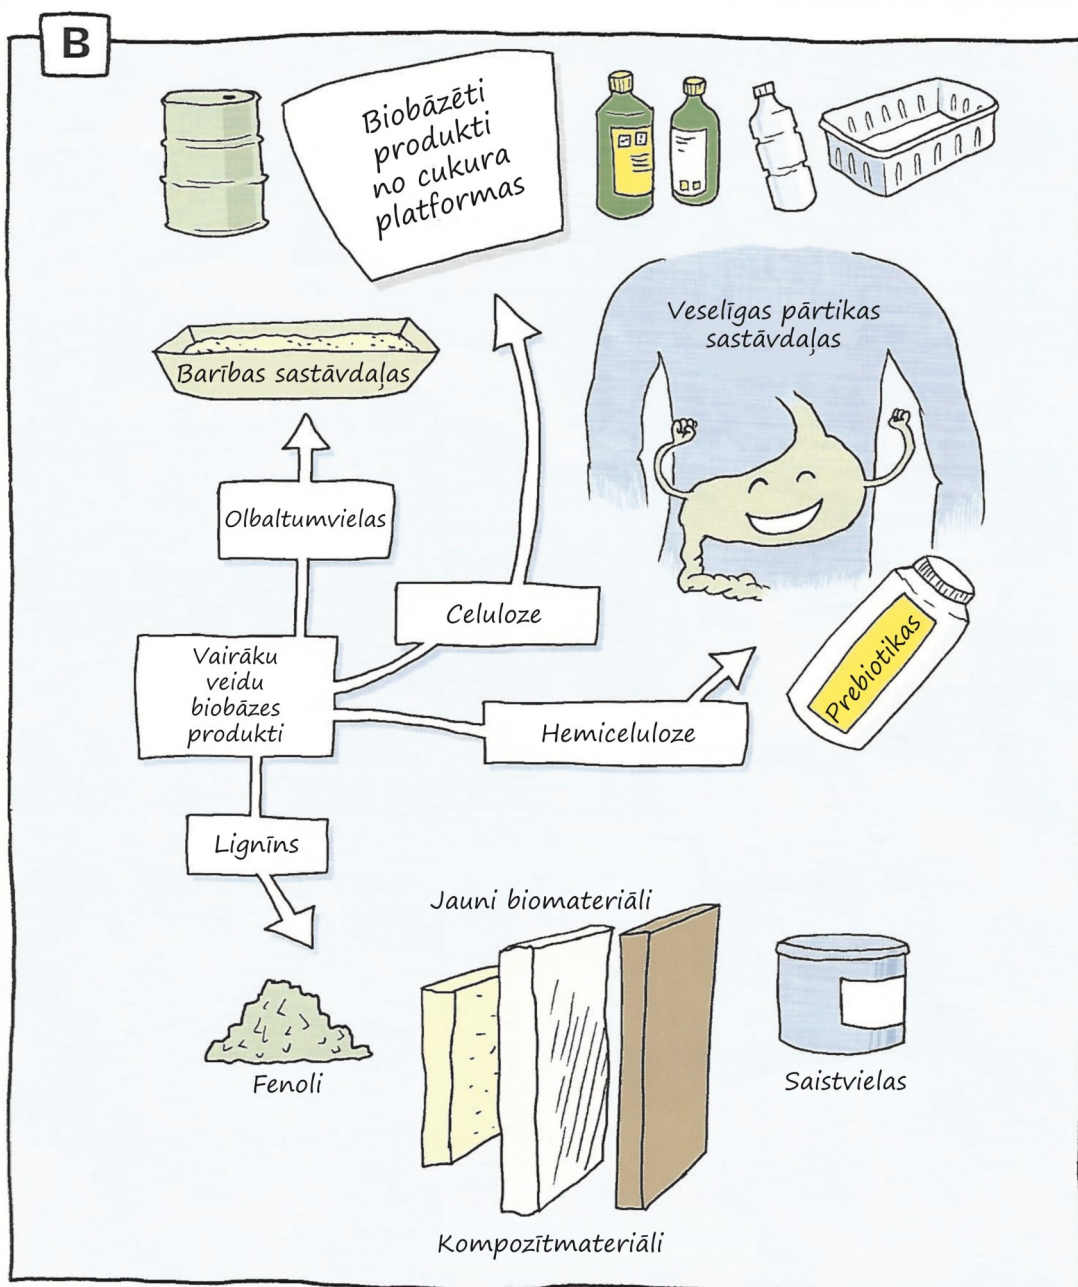 B
Biobāzēti
produkti
no cukura
platformas
Veselīgas pārtikas
sastāvdaļas
Barības sastāvdaļas
Olbaltumvielas
Celuloze
Vairāku
veidu
biobāzes
produkti
Hemiceluloze
Prebiotikas
Lignīns
Jauni biomateriāli
Fenoli
Saistvielas
Kompozītmateriāli